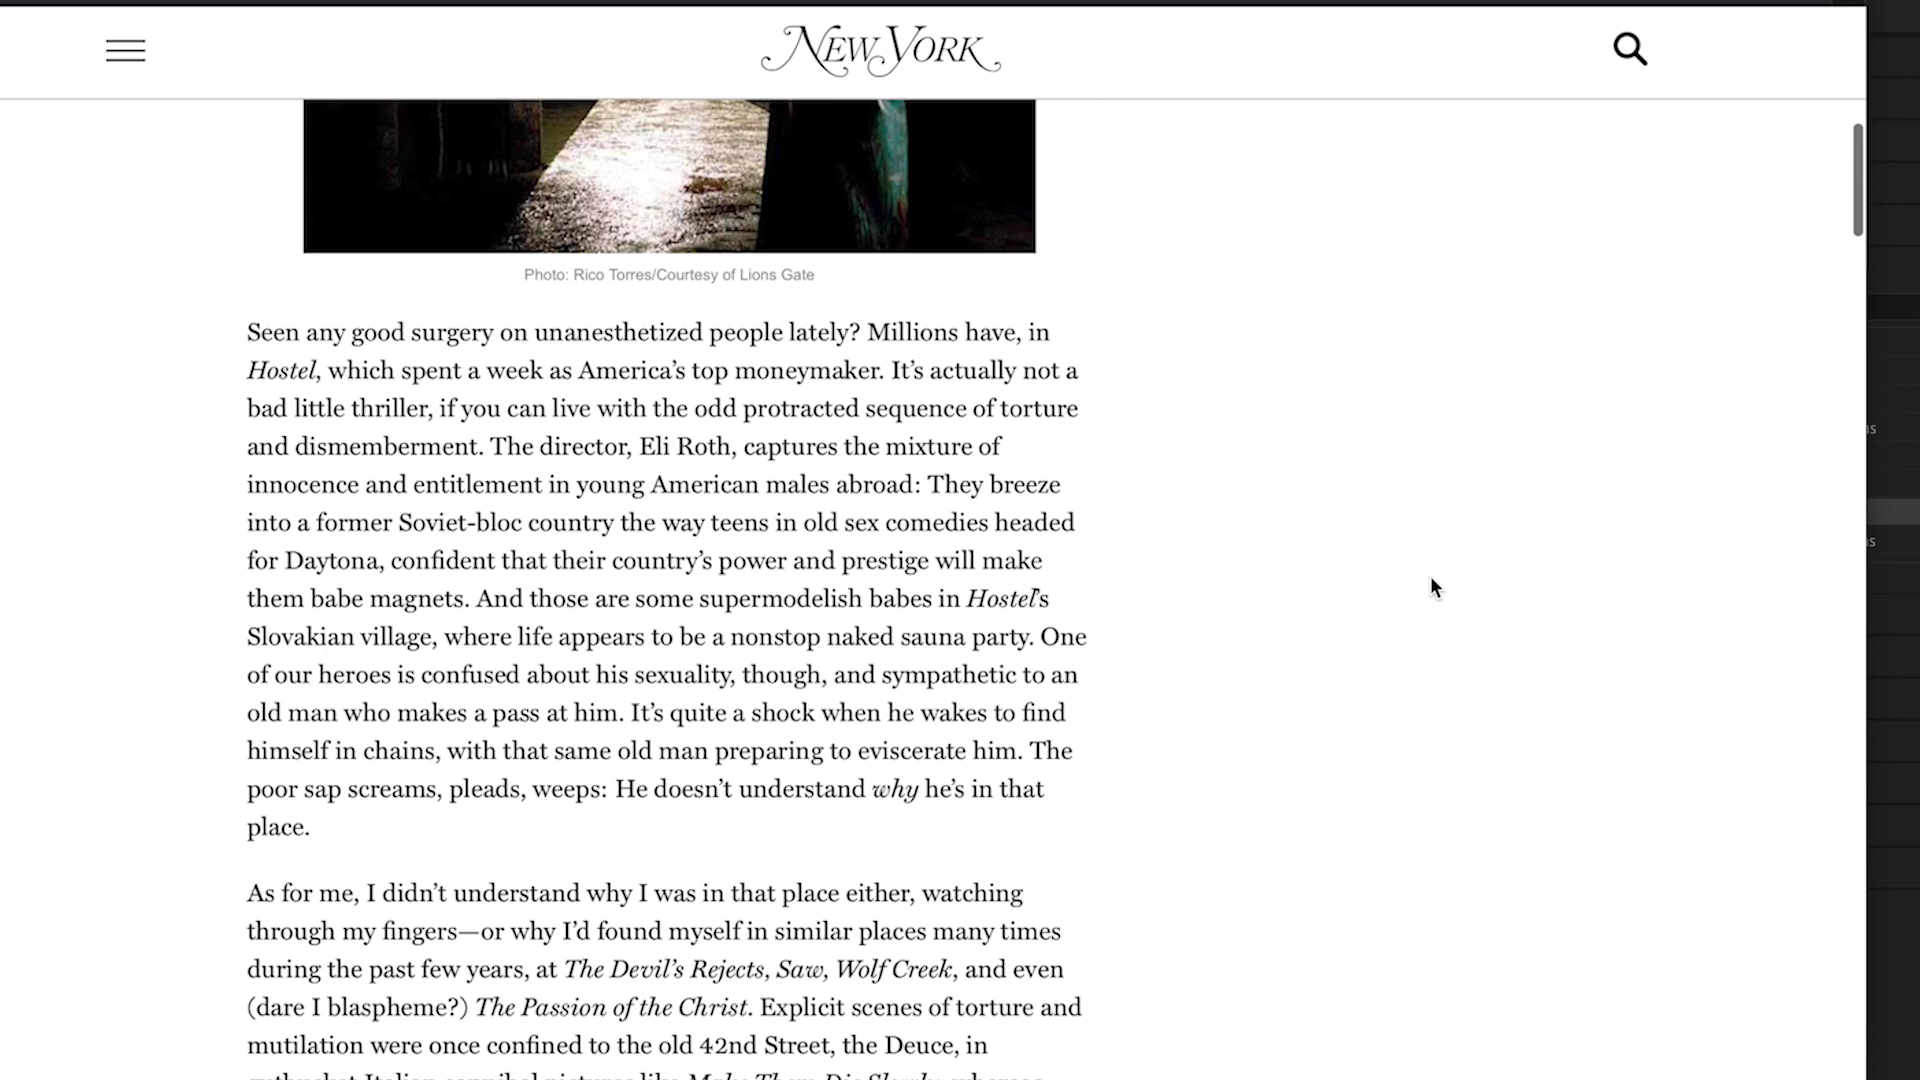 NEW YORK
Photo: Rico Torres/Courtesy of Lions Gate
Seen any good surgery on unanesthetized people lately? Millions have, in
Hostel, which spent a week as America’s top moneymaker. It’s actually not a
bad little thriller, if you can live with the odd protracted sequence of torture
and dismemberment. The director, Eli Roth, captures the mixture of
innocence and entitlement in young American males abroad: They breeze
into a former Soviet-bloc country the way teens in old sex comedies headed
for Daytona, confident that their country’s power and prestige will make
them babe magnets. And those are some supermodelish babes in Hostel’s
Slovakian village, where life appears to be a nonstop naked sauna party. One
of our heroes is confused about his sexuality, though, and sympathetic to an
old man who makes a pass at him. It’s quite a shock when he wakes to find
himself in chains, with that same old man preparing to eviscerate him. The
poor sap screams, pleads, weeps: He doesn’t understand why he’s in that
place.
As for me, I didn’t understand why I was in that place either, watching
through my fingers—or why I’d found myself in similar places many times
during the past few years, at The Devil’s Rejects, Saw, Wolf Creek, and even
(dare I blaspheme?) The Passion of the Christ. Explicit scenes of torture and
mutilation were once confined to the old 42nd Street, the Deuce, in